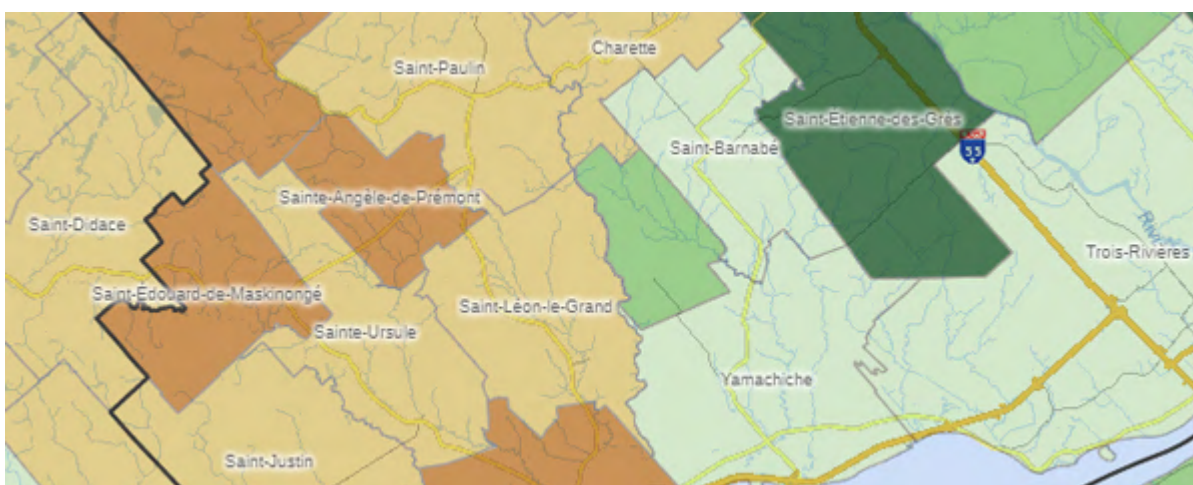 Charette
Saint-Paulin
Saint-Étienne-des-Grès
Saint-Barnabé
55
Sainte-Angèle-de-Prémont
Saint-Didace
Trois-Rivières
Saint-Édouard-de-Maskinongé
Saint-Léon-le-Grand
Sainte-Ursule
Yamachiche
Saint-Justin